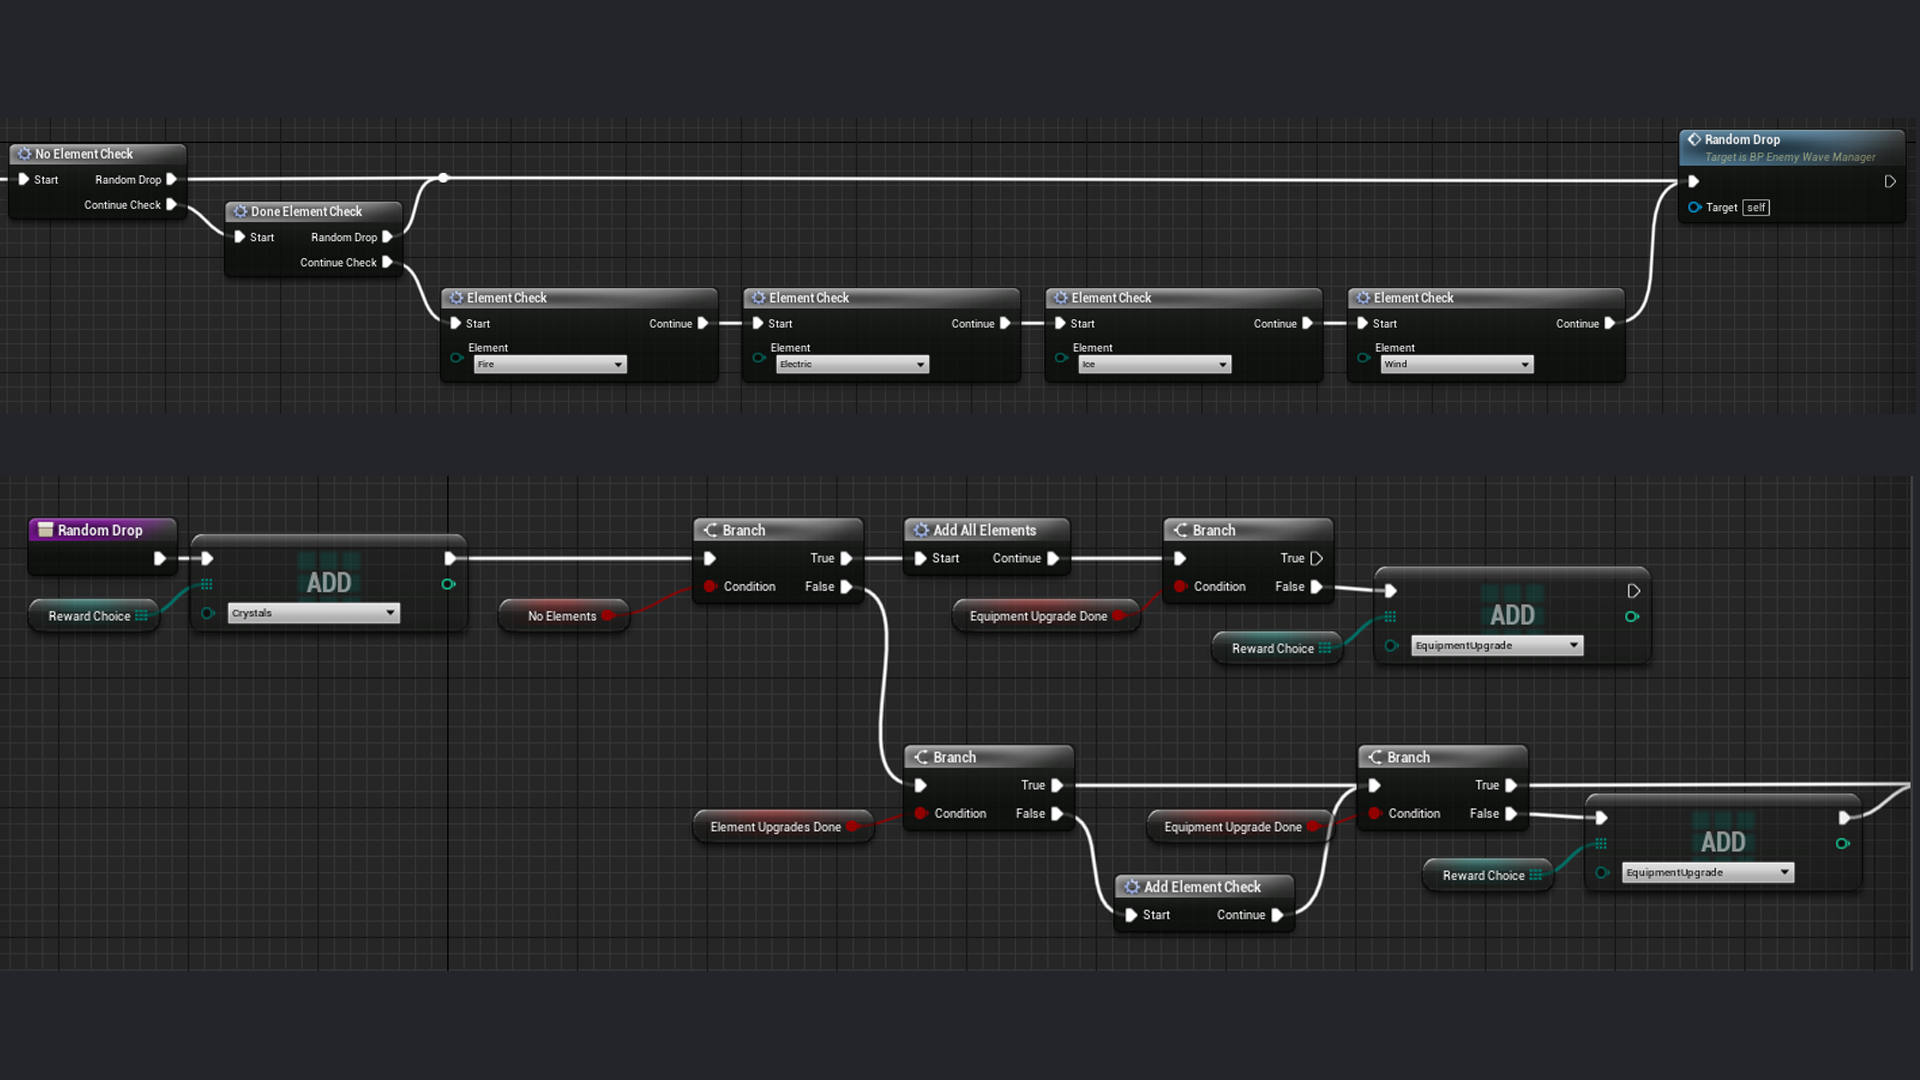 No Element Check
Start Random Drop
Continue Check
Done Element Check
Start Random Drop
Continue Check
Element Check
Start Continue
Element
Fire
Element Check
Start Continue
Element
Electric
Element Check
Start Continue
Element
Ice
Element Check
Start Continue
Element
Wind
Random Drop
Target is BP Enemy Wave Manager
Target self
Random Drop
Reward Choice
ADD
Crystals
No Elements
Branch
True
Condition False
Add All Elements
Start Continue
Equipment Upgrade Done
Branch
True
Condition False
Reward Choice
ADD
EquipmentUpgrade
Element Upgrades Done
Branch
True
Condition False
Add Element Check
Start Continue
Equipment Upgrade Done
Branch
True
Condition False
Reward Choice
ADD
EquipmentUpgrade